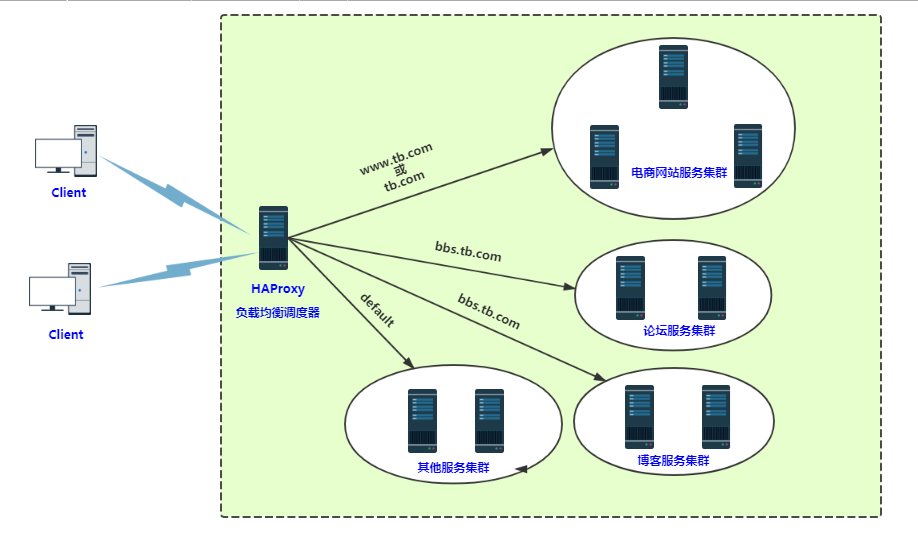 Client
Client
HAProxy
负载均衡调度器
www.tb.com
或
tb.com
bbs.tb.com
bbs.tb.com
default
电商网站服务集群
论坛服务集群
博客服务集群
其他服务集群